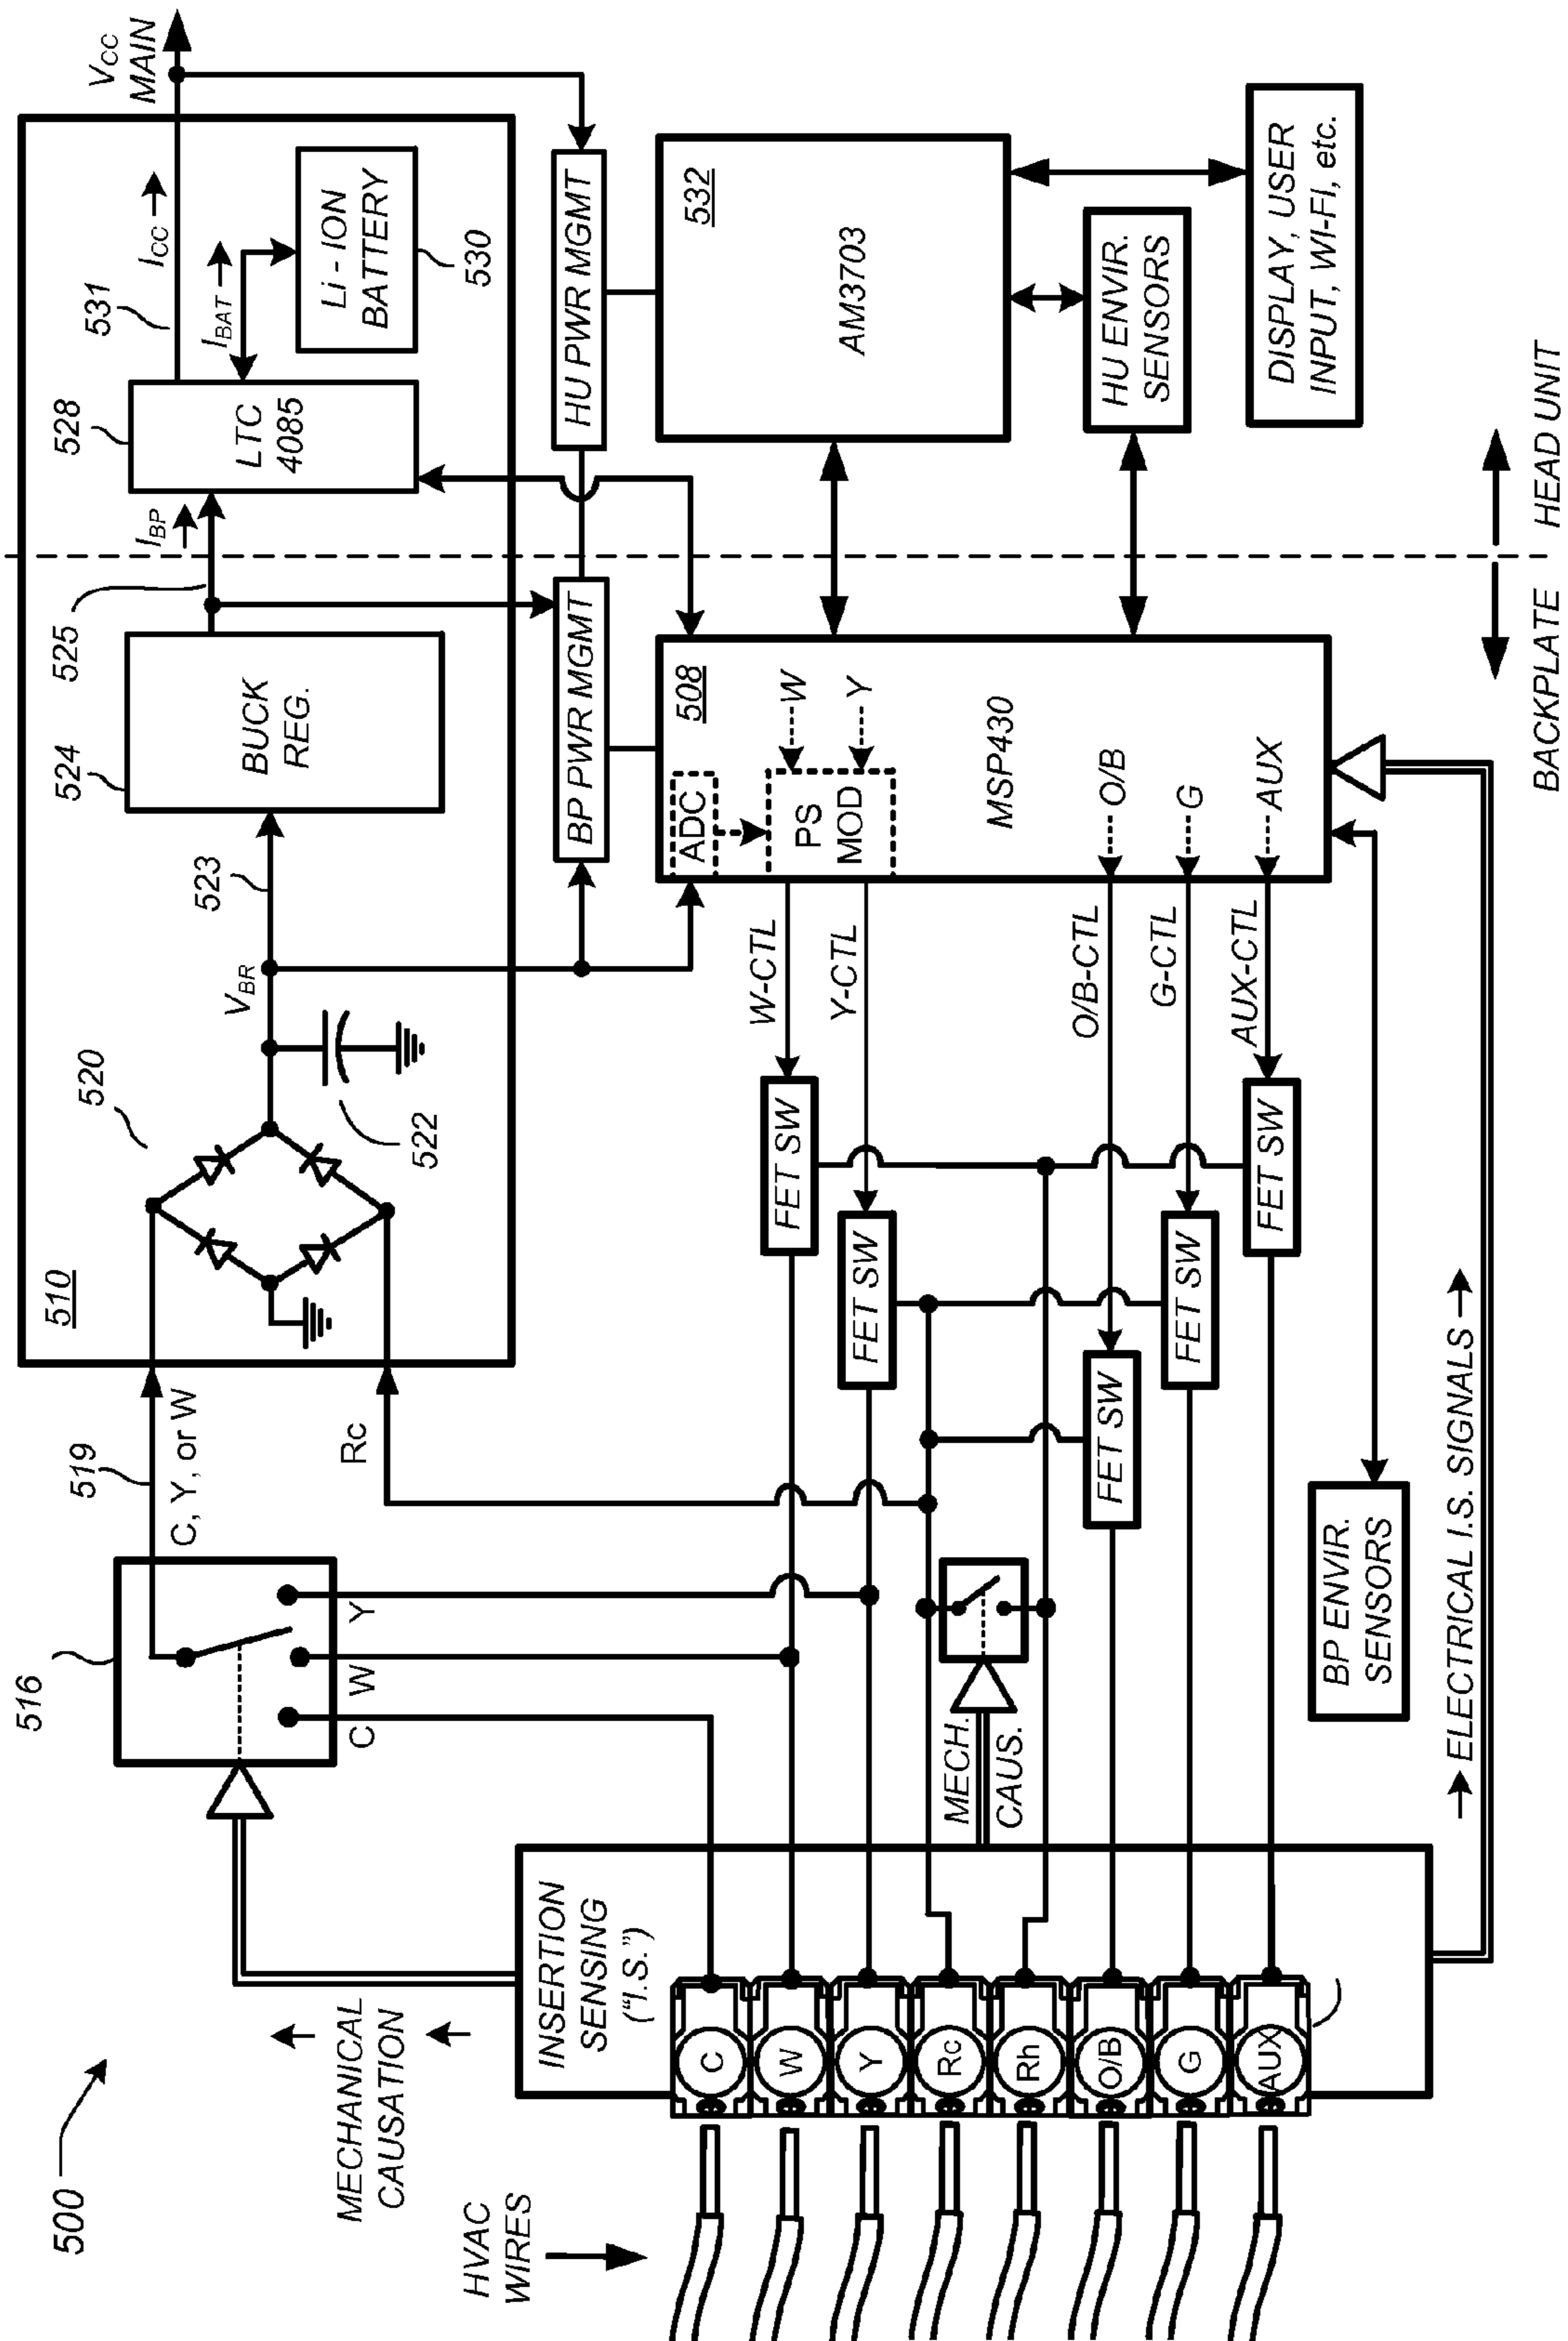 500
HVAC
WIRES
MECHANICAL
CAUSATION
INSERTION
SENSING
("I.S.")
C
W
Y
Rc
Rh
O/B
G
AUX
516
C
W
Y
519
C, Y, or W
Rc
MECH.
CAUS.
510
520
522
VBR
523
524
BUCK
REG.
525
IBP
528
LTC
4085
531
ICC
IBAT
Li - ION
BATTERY
530
VCC
MAIN
BP PWR MGMT
HU PWR MGMT
FET SW
FET SW
FET SW
FET SW
FET SW
W-CTL
Y-CTL
O/B-CTL
G-CTL
AUX-CTL
508
ADC
PS
MOD
W
Y
MSP430
O/B
G
AUX
532
AM3703
HU ENVIR.
SENSORS
DISPLAY, USER
INPUT, WI-FI, etc.
BP ENVIR.
SENSORS
ELECTRICAL I.S. SIGNALS
BACKPLATE
HEAD UNIT